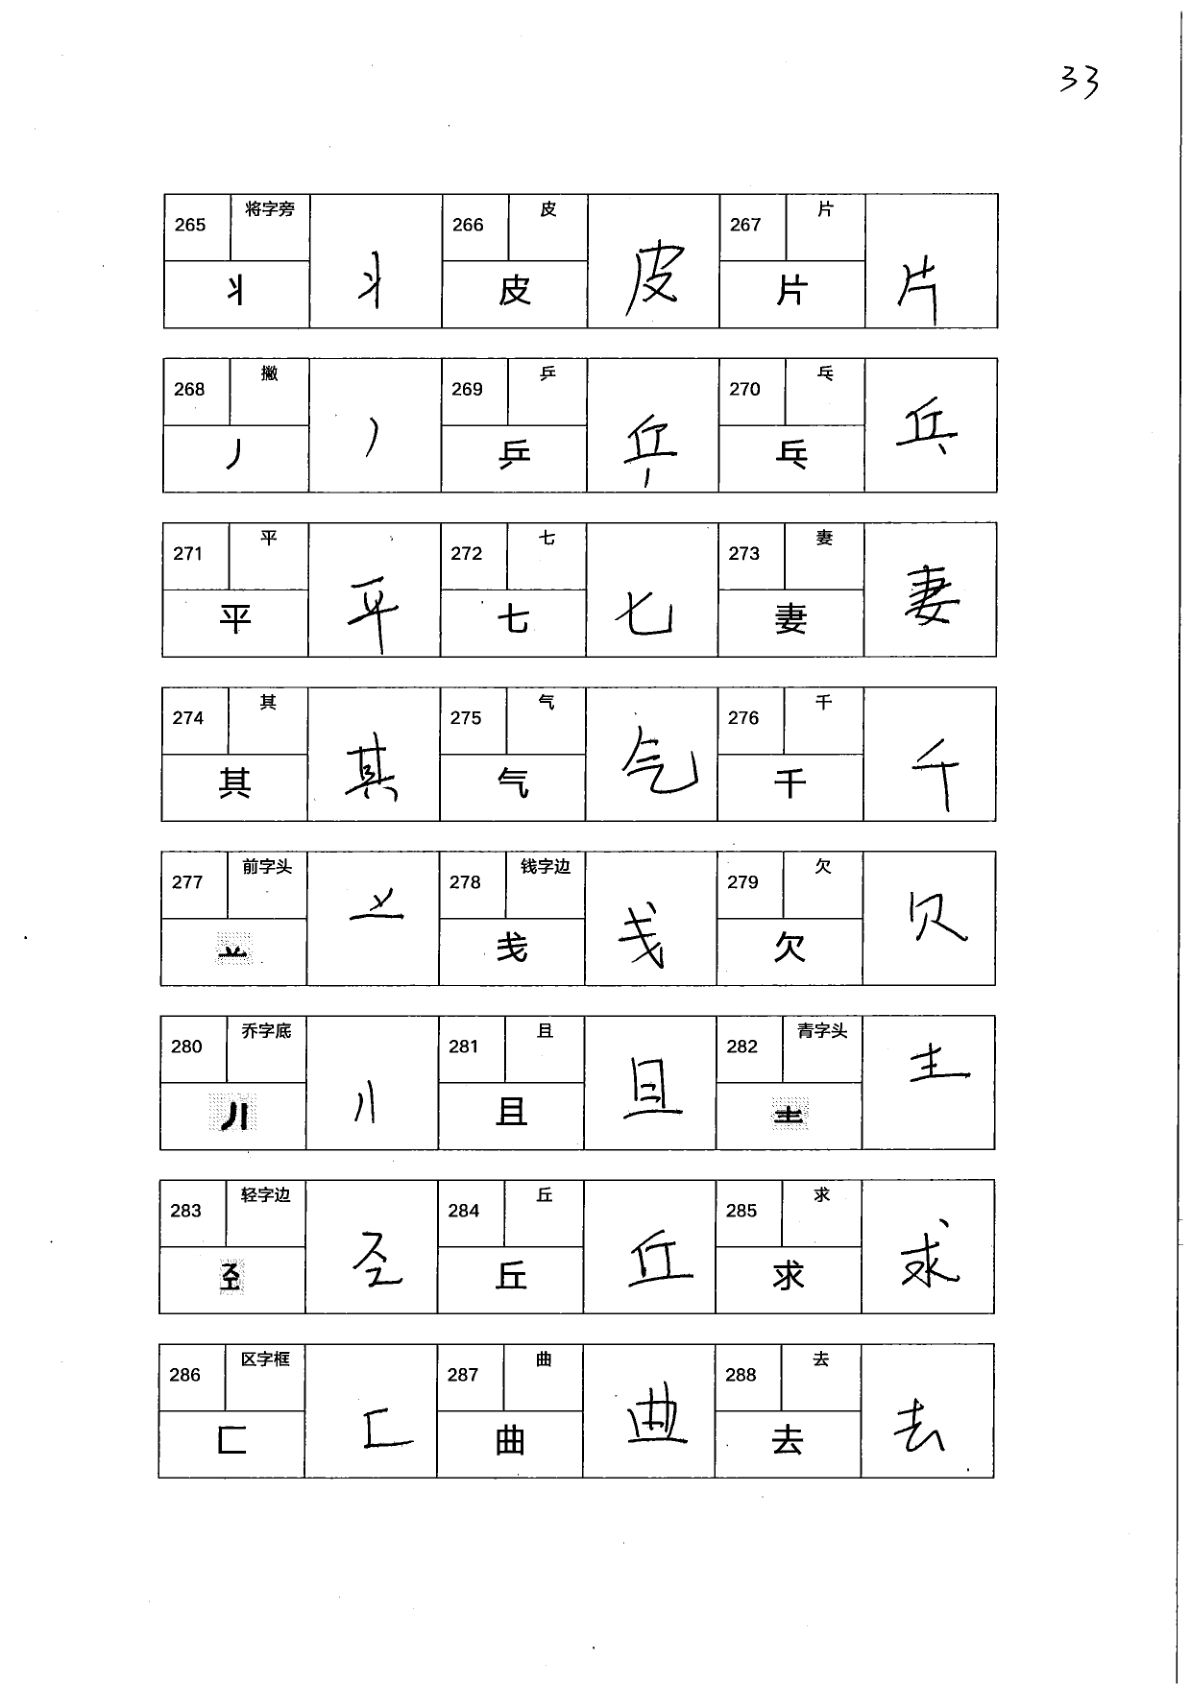 33
265 将字旁 丬 丬 266 皮 皮 皮 267 片 片 片
268 撇 丿 丿 269 乒 乒 乒 270 乓 乓 乓
271 平 平 平 272 七 七 七 273 妻 妻 妻
274 其 其 其 275 气 气 气 276 千 千 千
277 前字头 䒑 䒑 278 钱字边 戋 戋 279 欠 欠 欠
280 乔字底 丿丨 丿丨 281 且 且 且 282 青字头 龶 龶
283 轻字边 𢀖 𢀖 284 丘 丘 丘 285 求 求 求
286 区字框 匚 匚 287 曲 曲 曲 288 去 去 去